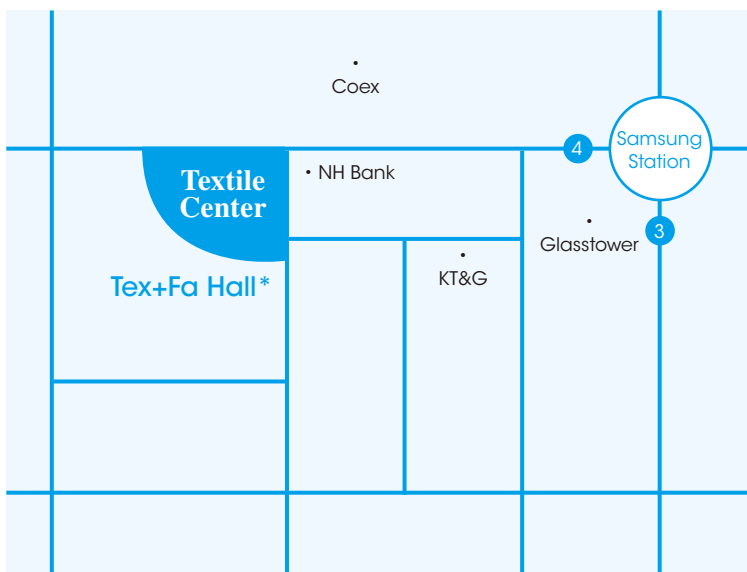 Coex
4
Samsung
Station
Textile
Center
• NH Bank
3
Glasstower
KT&G
Tex+Fa Hall*